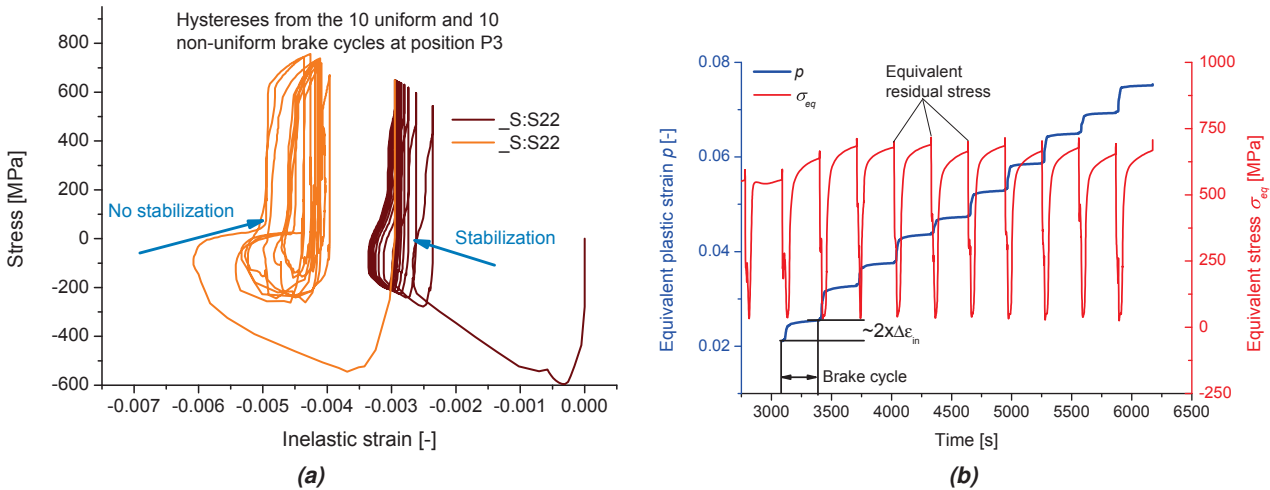 (a)
Hystereses from the 10 uniform and 10
non-uniform brake cycles at position P3
Stress [MPa]
800
600
400
200
0
-200
-400
-600
_S:S22
_S:S22
No stabilization
Stabilization
-0.007 -0.006 -0.005 -0.004 -0.003 -0.002 -0.001 0.000
Inelastic strain [-]
(a)
(b)
Equivalent plastic strain p [-]
0.08
0.06
0.04
0.02
p
σeq
Equivalent
residual stress
~2xΔεin
Brake cycle
1000
750
500
250
0
-250
Equivalent stress σeq [MPa]
3000 3500 4000 4500 5000 5500 6000 6500
Time [s]
(b)